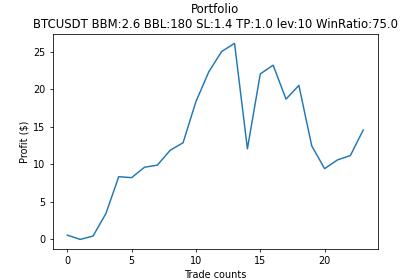 Portfolio
BTCUSDT BBM:2.6 BBL:180 SL:1.4 TP:1.0 lev:10 WinRatio:75.0
Profit ($)
25
20
15
10
5
0
0 5 10 15 20
Trade counts